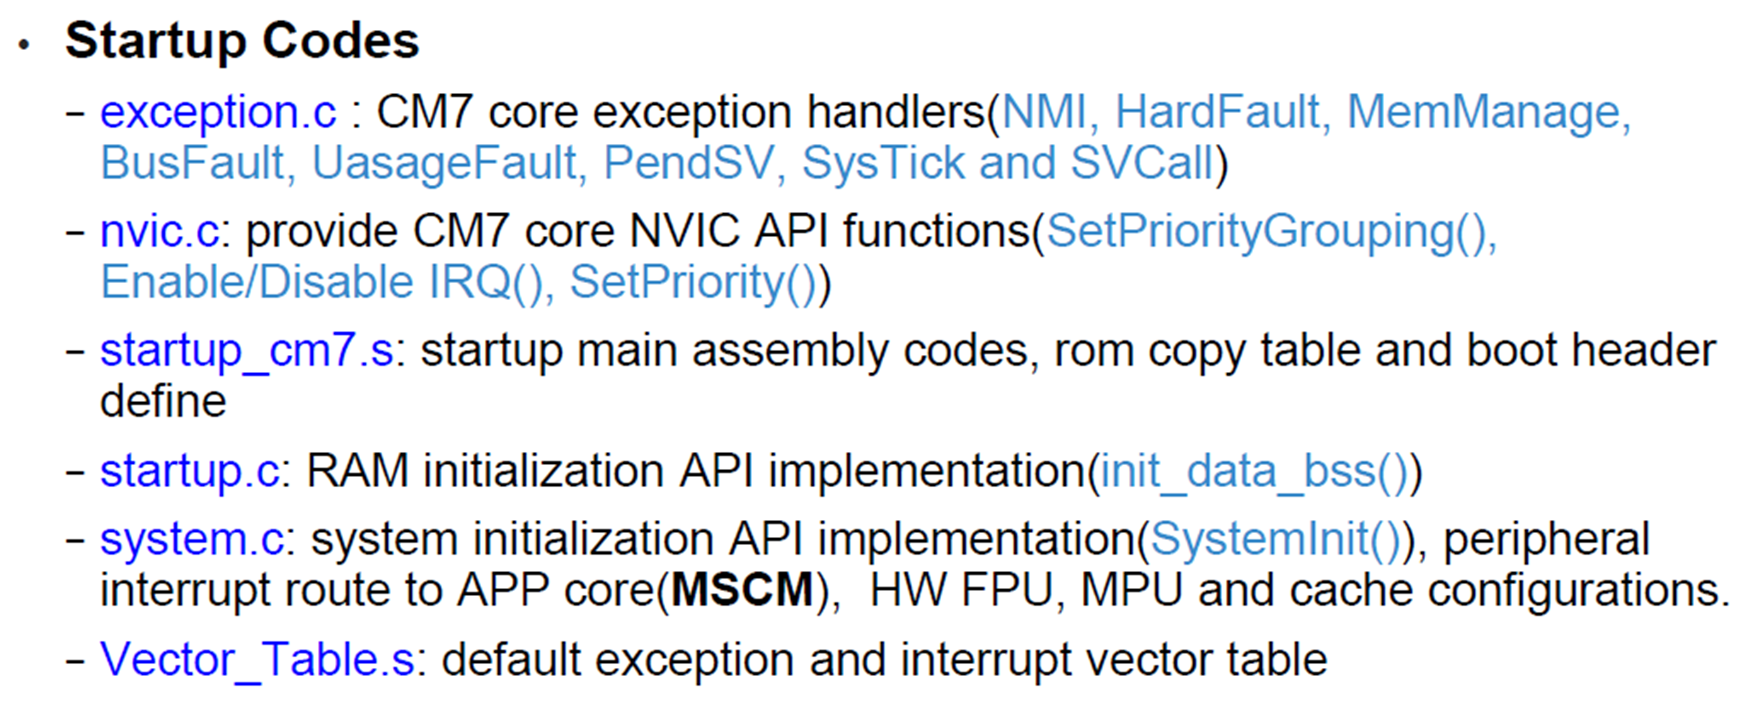 • Startup Codes
– exception.c : CM7 core exception handlers(NMI, HardFault, MemManage,
BusFault, UasageFault, PendSV, SysTick and SVCall)
– nvic.c: provide CM7 core NVIC API functions(SetPriorityGrouping(),
Enable/Disable IRQ(), SetPriority())
– startup_cm7.s: startup main assembly codes, rom copy table and boot header
define
– startup.c: RAM initialization API implementation(init_data_bss())
– system.c: system initialization API implementation(SystemInit()), peripheral
interrupt route to APP core(MSCM),  HW FPU, MPU and cache configurations.
– Vector_Table.s: default exception and interrupt vector table